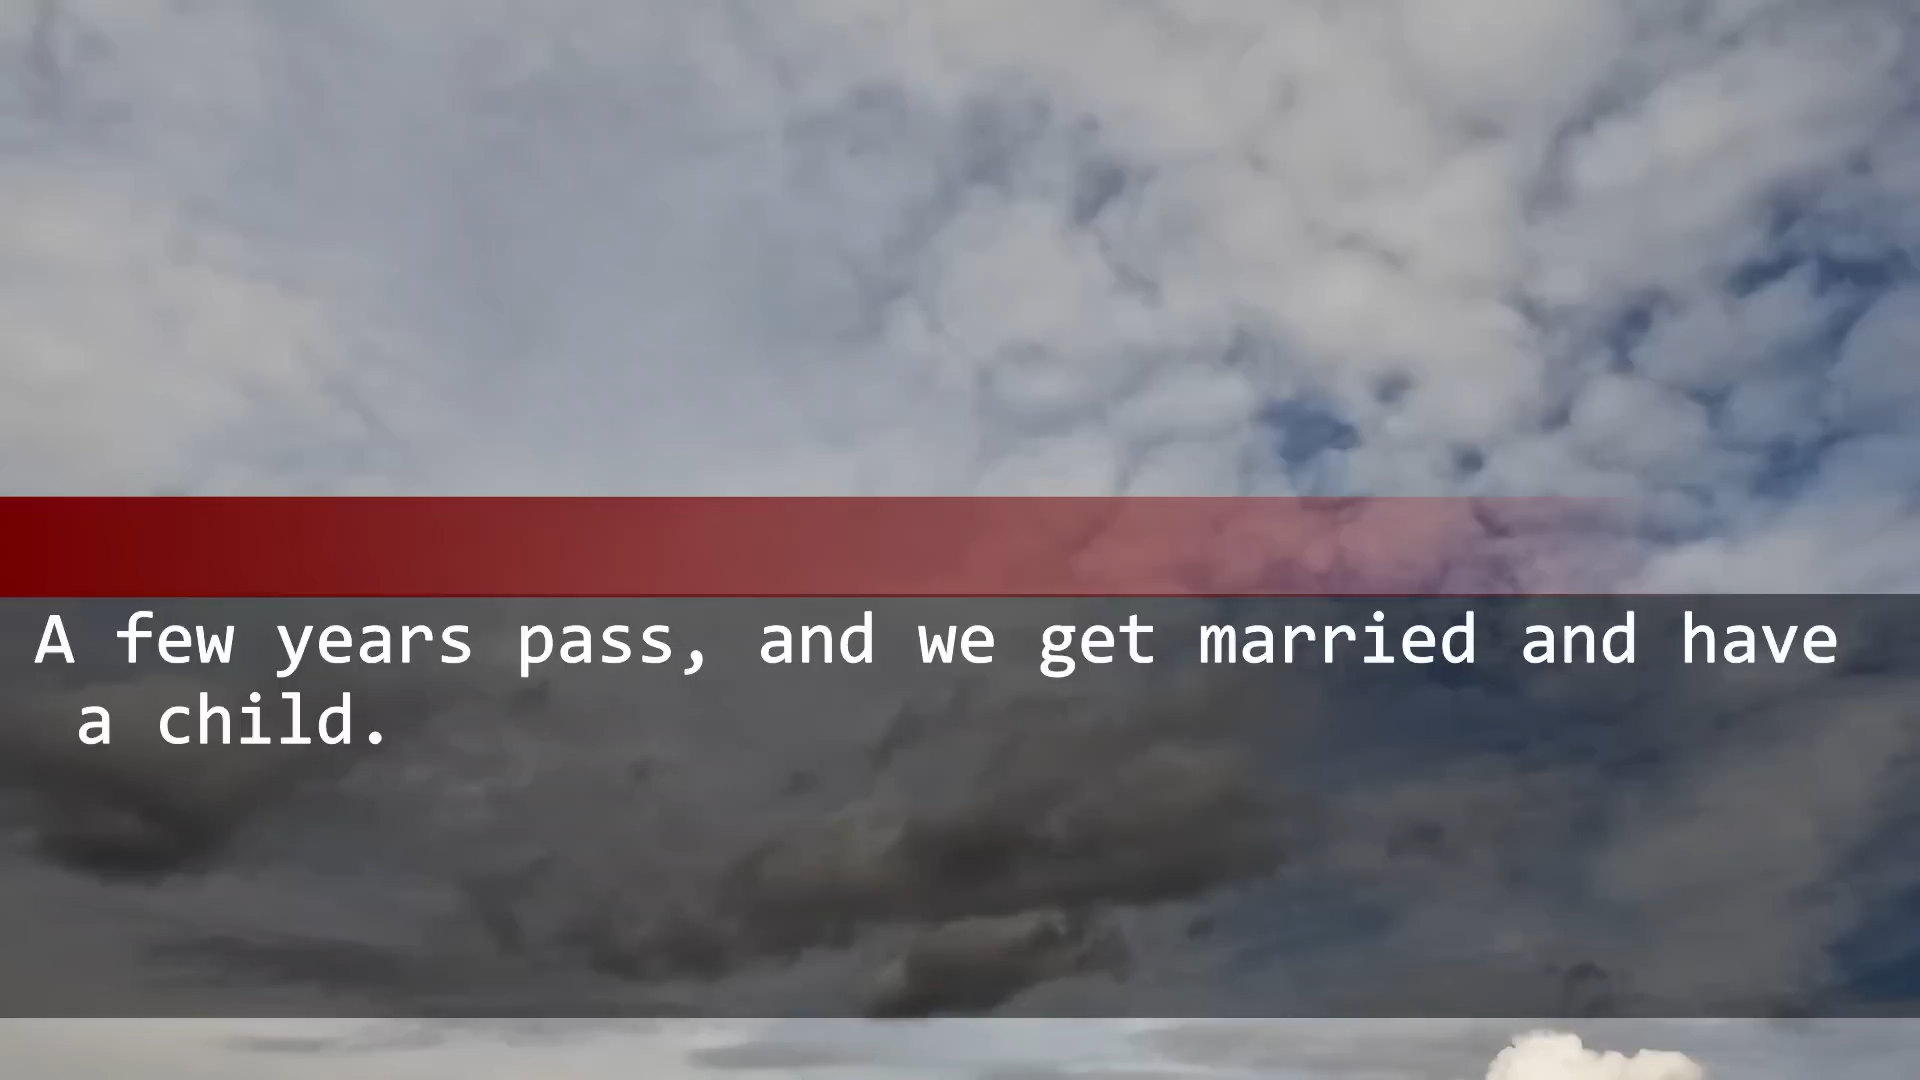 A few years pass, and we get married and have
a child.